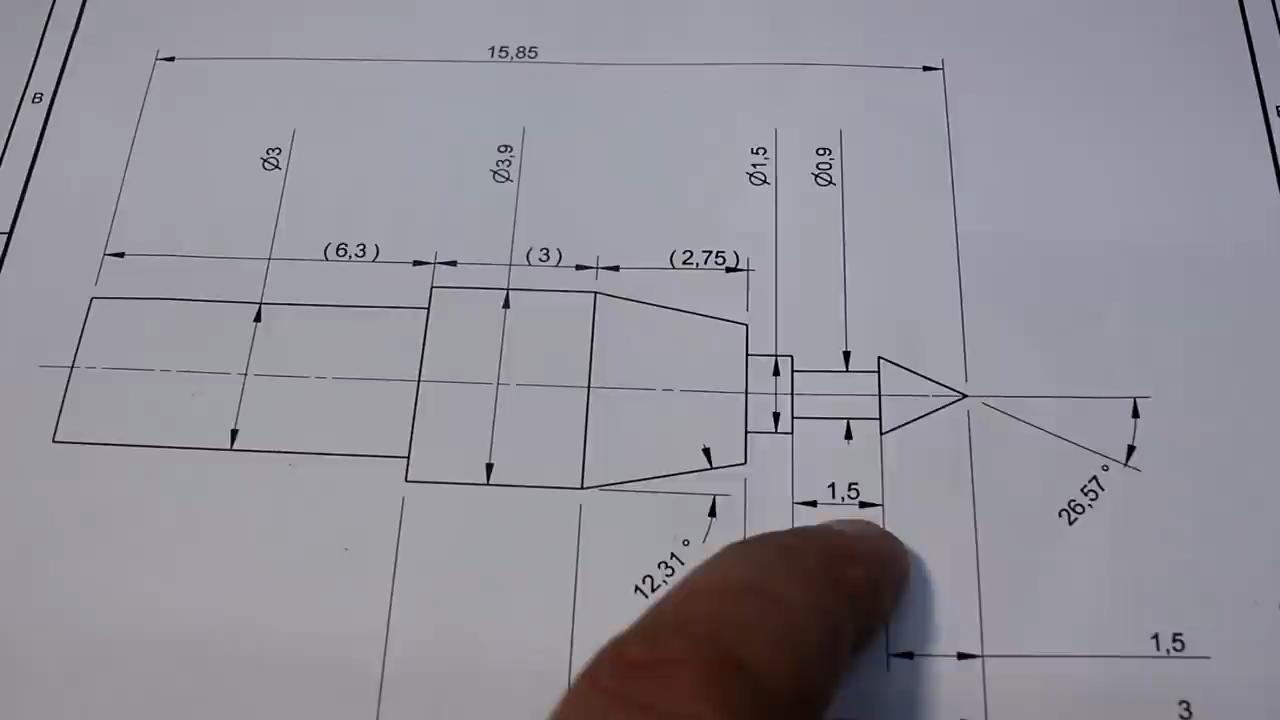 15,85
B
Ø3
Ø3,9
Ø1,5
Ø0,9
(6,3)
(3)
(2,75)
1,5
26,57°
12,31°
1,5
3